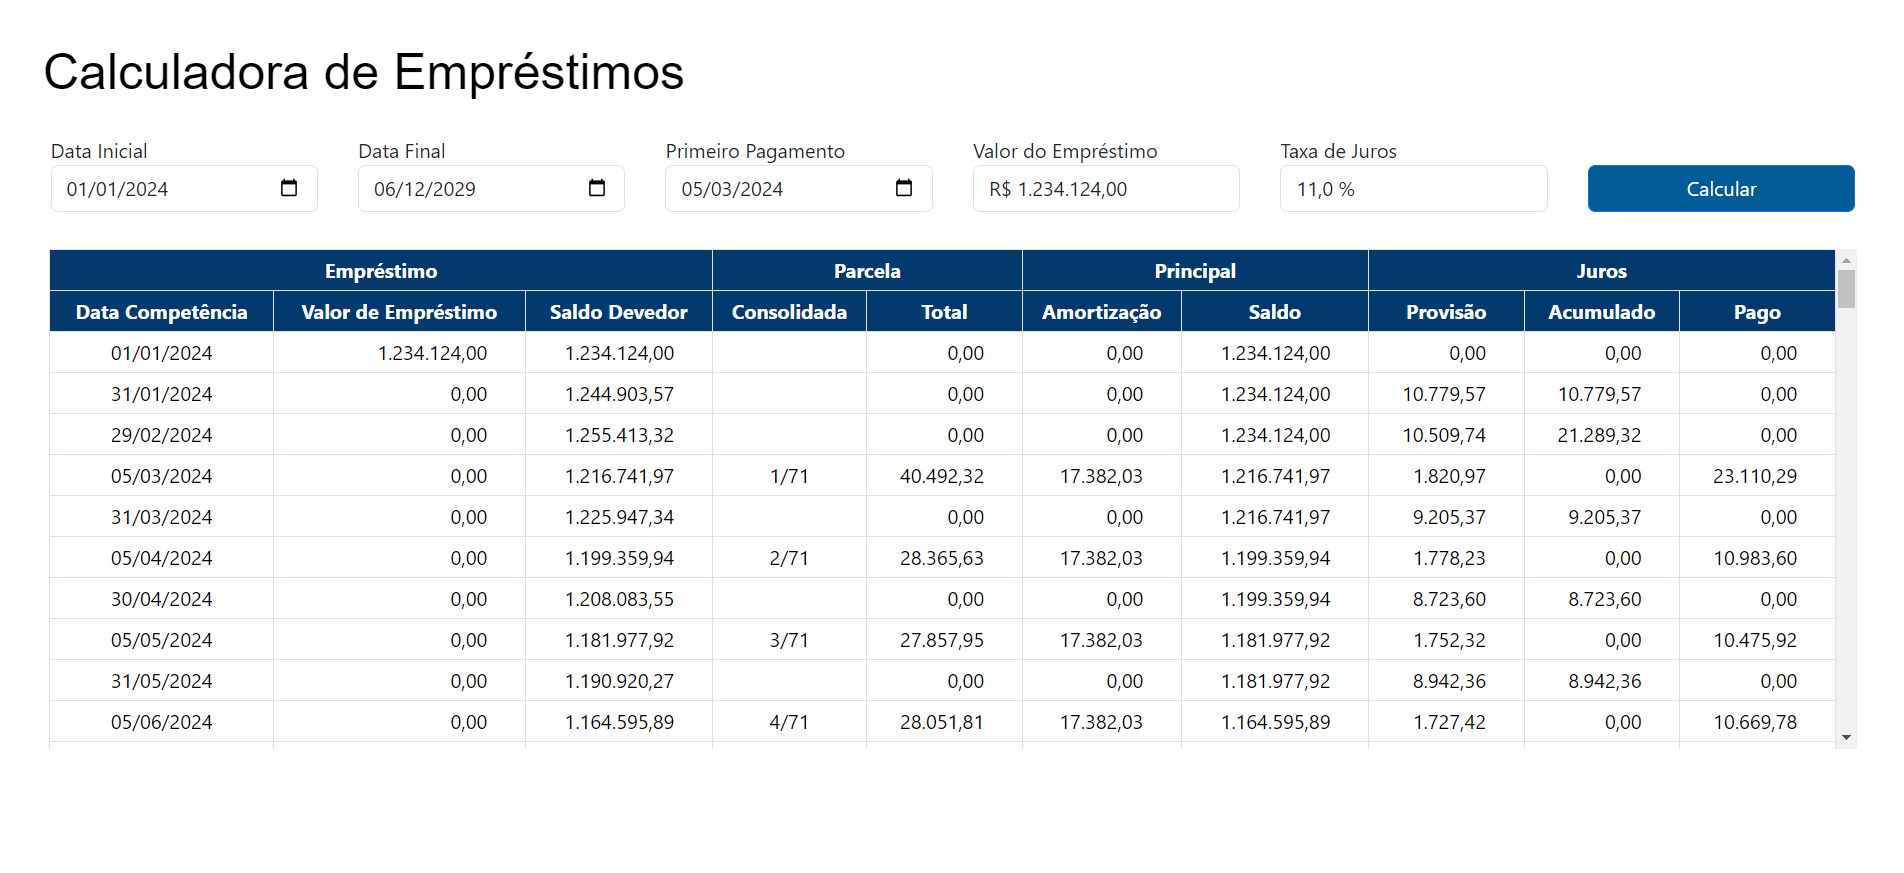 Calculadora de Empréstimos
Data Inicial Data Final Primeiro Pagamento Valor do Empréstimo Taxa de Juros
01/01/2024 06/12/2029 05/03/2024 R$ 1.234.124,00 11,0 % Calcular
Empréstimo Parcela Principal Juros
Data Competência Valor de Empréstimo Saldo Devedor Consolidada Total Amortização Saldo Provisão Acumulado Pago
01/01/2024 1.234.124,00 1.234.124,00 0,00 0,00 1.234.124,00 0,00 0,00 0,00
31/01/2024 0,00 1.244.903,57 0,00 0,00 1.234.124,00 10.779,57 10.779,57 0,00
29/02/2024 0,00 1.255.413,32 0,00 0,00 1.234.124,00 10.509,74 21.289,32 0,00
05/03/2024 0,00 1.216.741,97 1/71 40.492,32 17.382,03 1.216.741,97 1.820,97 0,00 23.110,29
31/03/2024 0,00 1.225.947,34 0,00 0,00 1.216.741,97 9.205,37 9.205,37 0,00
05/04/2024 0,00 1.199.359,94 2/71 28.365,63 17.382,03 1.199.359,94 1.778,23 0,00 10.983,60
30/04/2024 0,00 1.208.083,55 0,00 0,00 1.199.359,94 8.723,60 8.723,60 0,00
05/05/2024 0,00 1.181.977,92 3/71 27.857,95 17.382,03 1.181.977,92 1.752,32 0,00 10.475,92
31/05/2024 0,00 1.190.920,27 0,00 0,00 1.181.977,92 8.942,36 8.942,36 0,00
05/06/2024 0,00 1.164.595,89 4/71 28.051,81 17.382,03 1.164.595,89 1.727,42 0,00 10.669,78